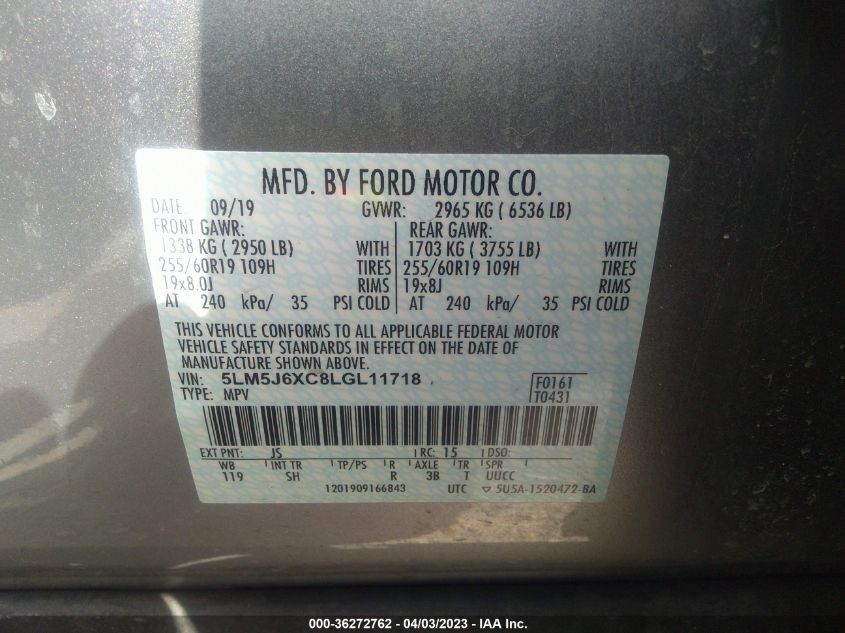 MFD. BY FORD MOTOR CO.
DATE 09/19 GVWR: 2965 KG ( 6536 LB)
FRONT GAWR: REAR GAWR:
1338 KG ( 2950 LB) WITH 1703 KG ( 3755 LB) WITH
255/60R19 109H TIRES 255/60R19 109H TIRES
19x8.0J RIMS 19x8J RIMS
AT 240 kPa/ 35 PSI COLD AT 240 kPa/ 35 PSI COLD
THIS VEHICLE CONFORMS TO ALL APPLICABLE FEDERAL MOTOR
VEHICLE SAFETY STANDARDS IN EFFECT ON THE DATE OF
MANUFACTURE SHOWN ABOVE.
VIN: 5LM5J6XC8LGL11718 F0161
TYPE: MPV T0431
EXT PNT: JS RC: 15 DSO:
WB INT TR TP/PS R AXLE TR SPR
119 SH R 3B T UUCC
1201909166843 UTC ▽ 5U5A-1520472-BA
000-36272762 - 04/03/2023 - IAA Inc.